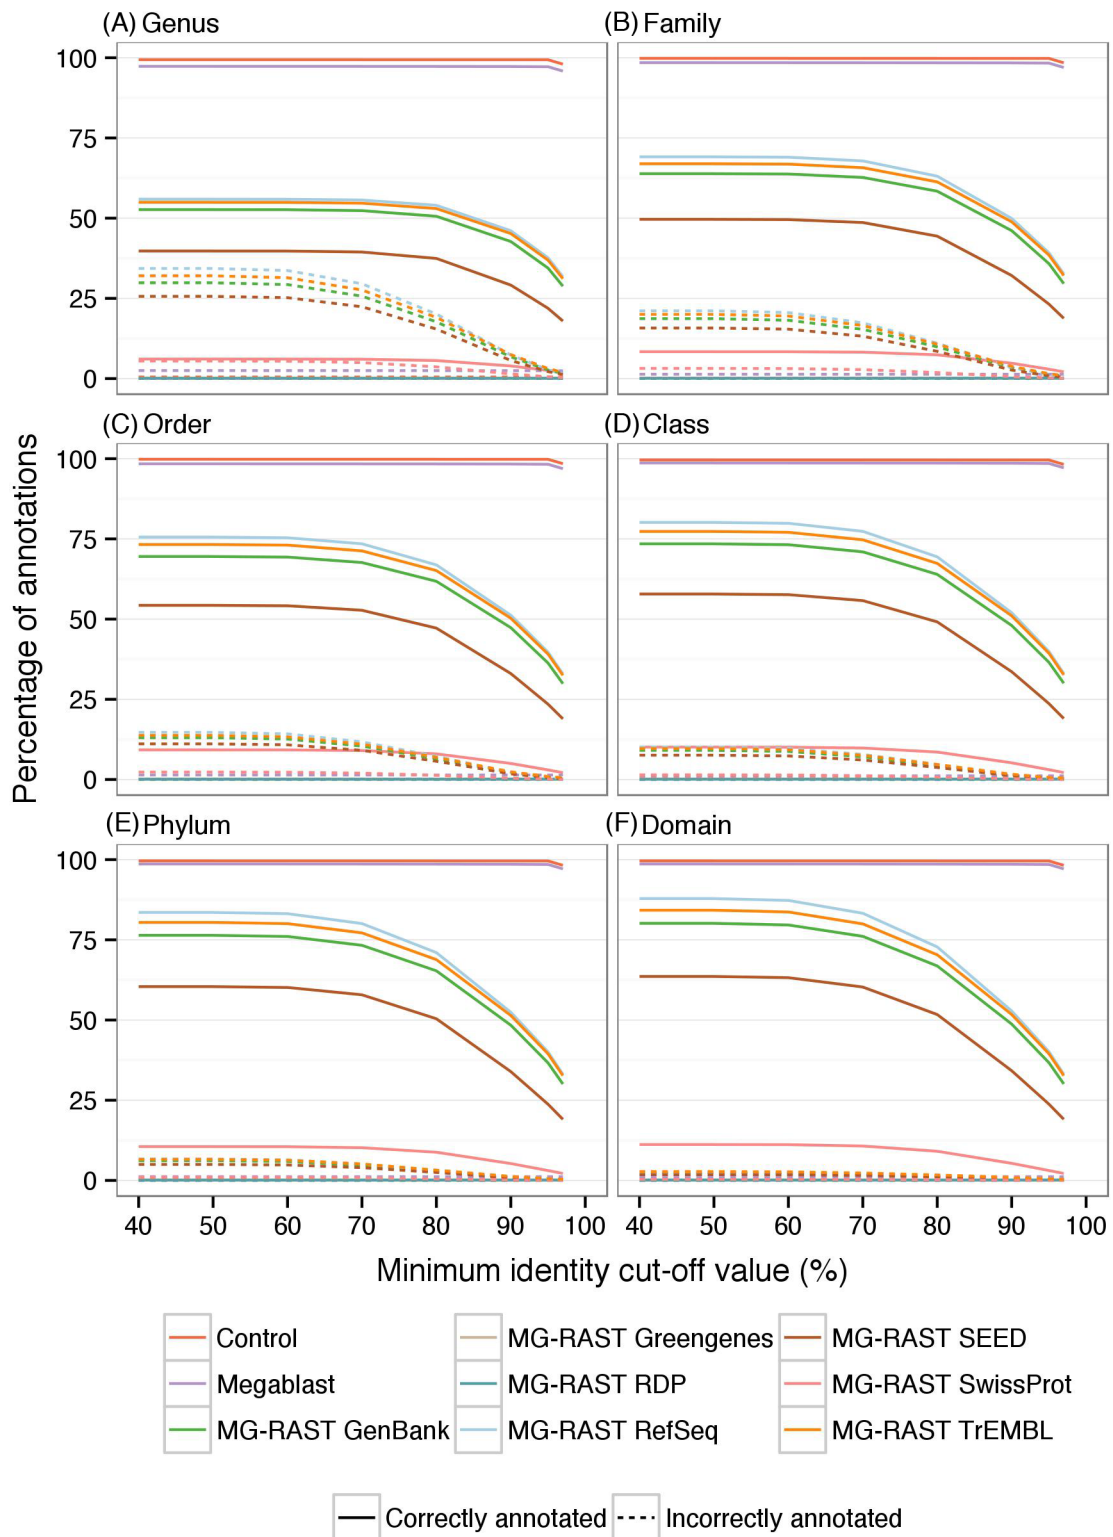 (A) Genus
(B) Family
100
75
50
25
0
(C) Order
(D) Class
100
75
50
25
0
Percentage of annotations
(E) Phylum
(F) Domain
100
75
50
25
0
40 50 60 70 80 90 100
40 50 60 70 80 90 100
Minimum identity cut-off value (%)
Control
MG-RAST Greengenes
MG-RAST SEED
Megablast
MG-RAST RDP
MG-RAST SwissProt
MG-RAST GenBank
MG-RAST RefSeq
MG-RAST TrEMBL
Correctly annotated
Incorrectly annotated